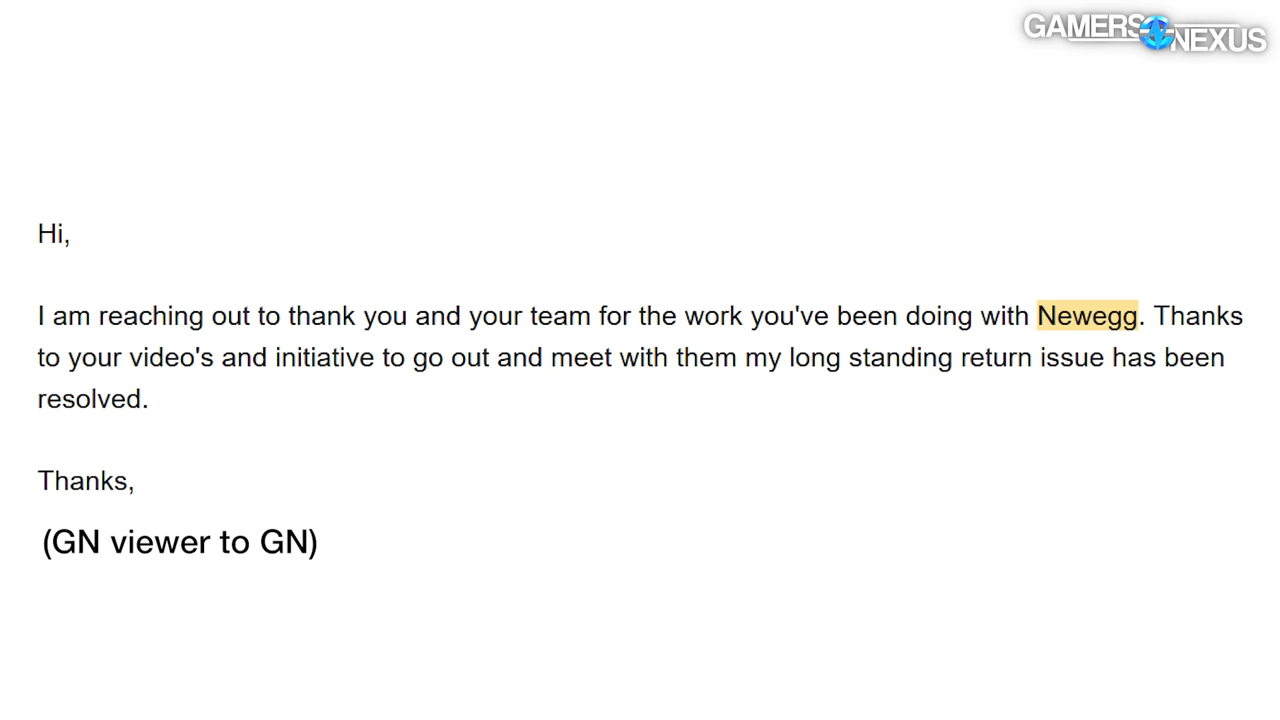 GAMERS NEXUS
Hi,
I am reaching out to thank you and your team for the work you've been doing with Newegg. Thanks
to your video's and initiative to go out and meet with them my long standing return issue has been
resolved.
Thanks,
(GN viewer to GN)